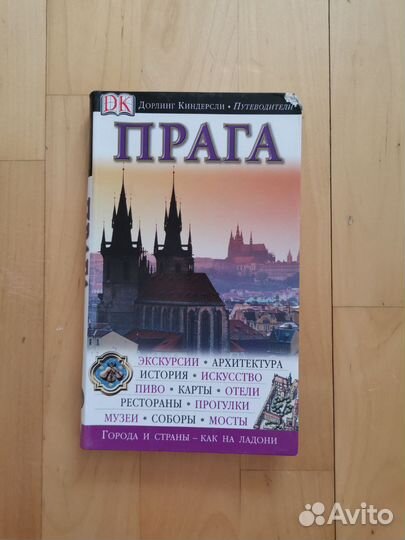 DK Дорлинг Киндерсли • Путеводители
ПРАГА
ЭКСКУРСИИ • АРХИТЕКТУРА
ИСТОРИЯ • ИСКУССТВО
ПИВО • КАРТЫ • ОТЕЛИ
РЕСТОРАНЫ • ПРОГУЛКИ
МУЗЕИ • СОБОРЫ • МОСТЫ
Города и страны – как на ладони
Avito